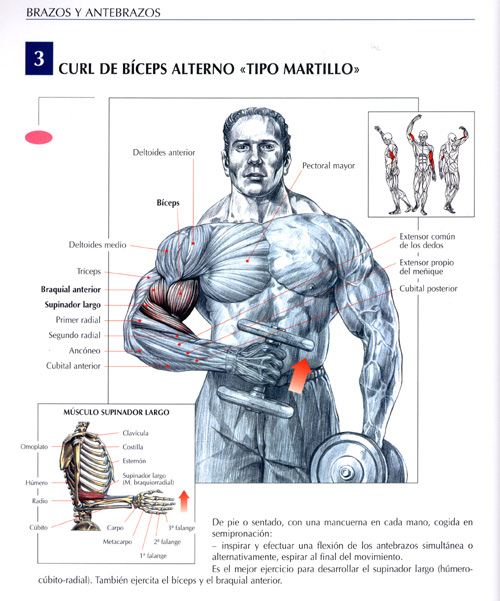 BRAZOS Y ANTEBRAZOS
3 CURL DE BÍCEPS ALTERNO «TIPO MARTILLO»
Deltoides anterior
Pectoral mayor
Bíceps
Deltoides medio
Extensor común
de los dedos
Triceps
Extensor propio
del meñique
Braquial anterior
Cubital posterior
Supinador largo
Primer radial
Segundo radial
Ancóneo
Cubital anterior
MÚSCULO SUPINADOR LARGO
Clavícula
Omoplato
Costilla
Esternón
Supinador largo
(M. braquiorradial)
Húmero
Radio
Cúbito
Carpo
3ª falange
Metacarpo
2ª falange
1ª falange
De pie o sentado, con una mancuerna en cada mano, cogida en
semipronación:
– inspirar y efectuar una flexión de los antebrazos simultánea o
alternativamente, espirar al final del movimiento.
Es el mejor ejercicio para desarrollar el supinador largo (húmero-
cúbito-radial). También ejercita el bíceps y el braquial anterior.